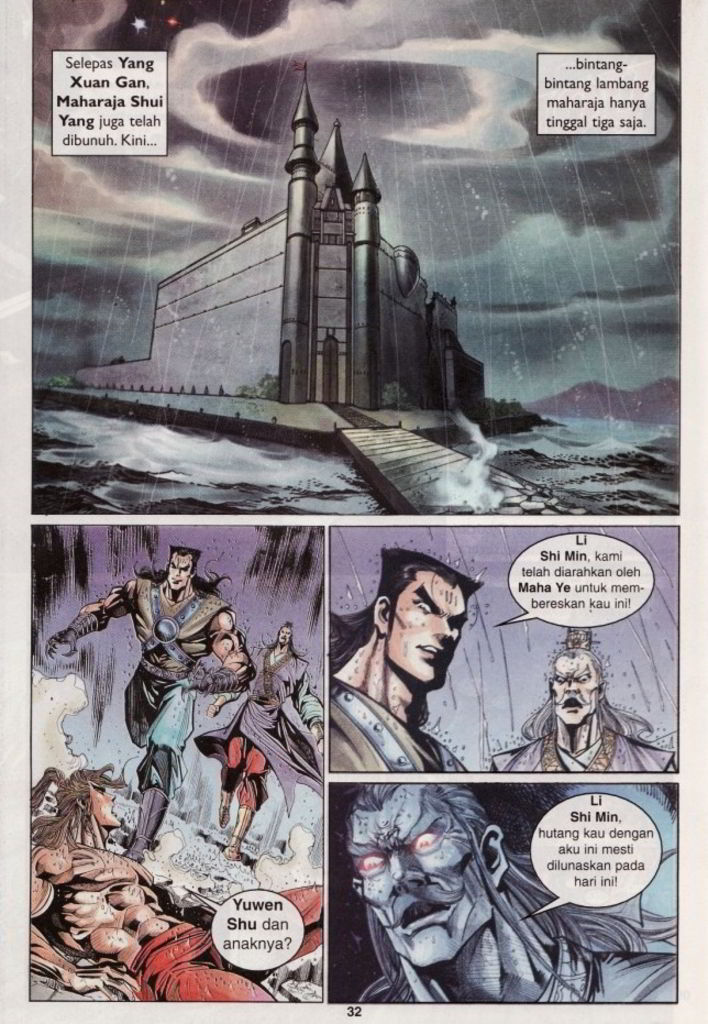 Selepas Yang
Xuan Gan,
Maharaja Shui
Yang juga telah
dibunuh. Kini...
...bintang-
bintang lambang
maharaja hanya
tinggal tiga saja.
Yuwen
Shu dan
anaknya?
Li
Shi Min, kami
telah diarahkan oleh
Maha Ye untuk mem-
bereskan kau ini!
Li
Shi Min,
hutang kau dengan
aku ini mesti
dilunaskan pada
hari ini!
32